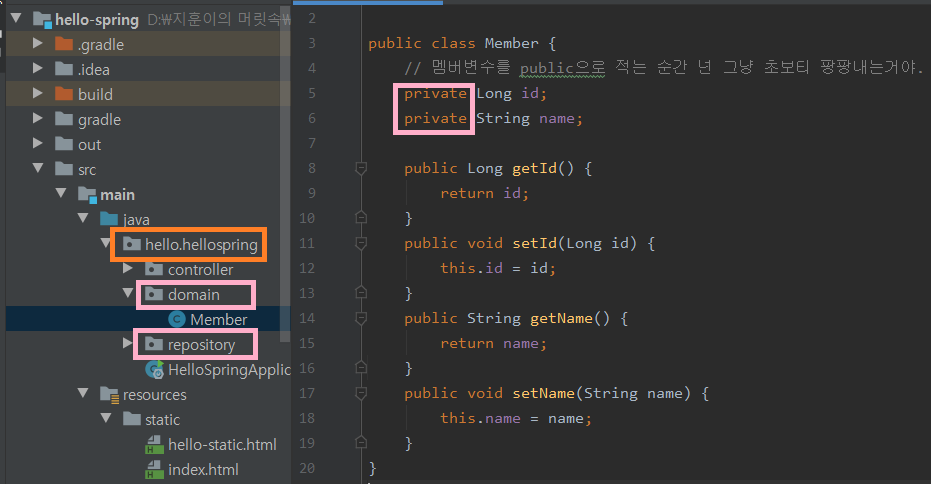 hello-spring D:\지훈이의 머릿속\
.gradle
.idea
build
gradle
out
src
main
java
hello.hellospring
controller
domain
Member
repository
HelloSpringApplic
resources
static
hello-static.html
index.html
2
3 public class Member {
4 // 멤버변수를 public으로 적는 순간 넌 그냥 초보티 팡팡내는거야.
5 private Long id;
6 private String name;
7
8 public Long getId() {
9 return id;
10 }
11 public void setId(Long id) {
12 this.id = id;
13 }
14 public String getName() {
15 return name;
16 }
17 public void setName(String name) {
18 this.name = name;
19 }
20 }